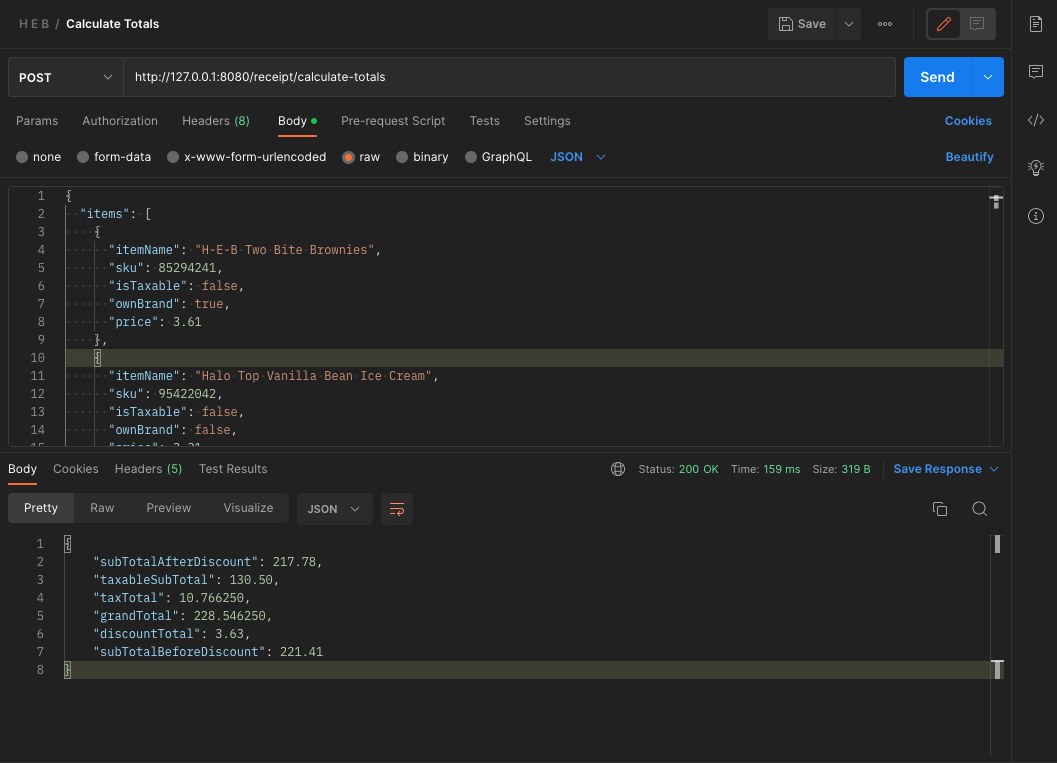 HEB / Calculate Totals
Save
POST
http://127.0.0.1:8080/receipt/calculate-totals
Send
Params Authorization Headers (8) Body Pre-request Script Tests Settings Cookies
none form-data x-www-form-urlencoded raw binary GraphQL JSON Beautify
1 {
2 "items": [
3 {
4 "itemName": "H-E-B Two Bite Brownies",
5 "sku": 85294241,
6 "isTaxable": false,
7 "ownBrand": true,
8 "price": 3.61
9 },
10 {
11 "itemName": "Halo Top Vanilla Bean Ice Cream",
12 "sku": 95422042,
13 "isTaxable": false,
14 "ownBrand": false,
Body Cookies Headers (5) Test Results Status: 200 OK Time: 159 ms Size: 319 B Save Response
Pretty Raw Preview Visualize JSON
1 {
2 "subTotalAfterDiscount": 217.78,
3 "taxableSubTotal": 130.50,
4 "taxTotal": 10.766250,
5 "grandTotal": 228.546250,
6 "discountTotal": 3.63,
7 "subTotalBeforeDiscount": 221.41
8 }